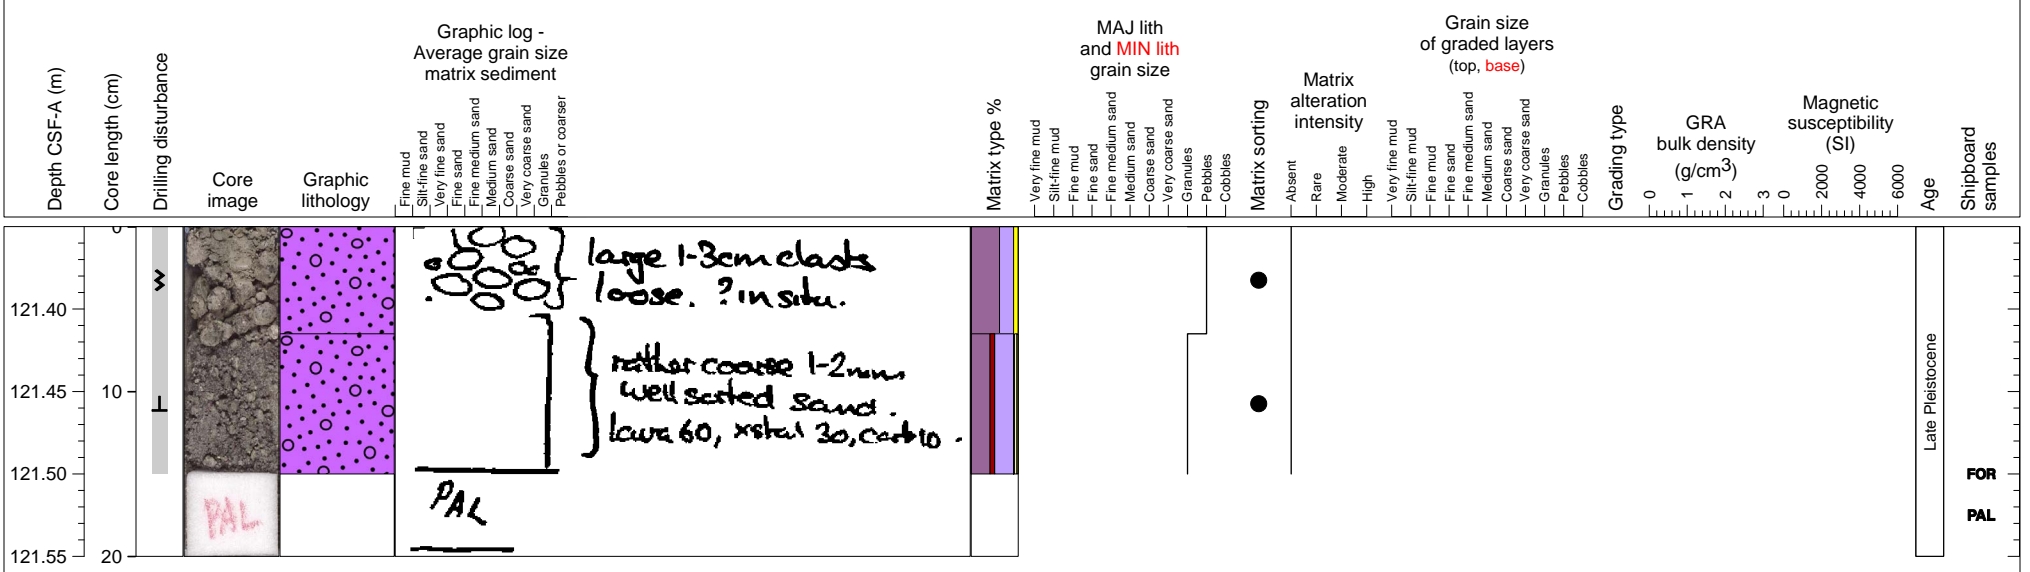 Depth CSF-A (m)
Core length (cm)
Drilling disturbance
Core
image
Graphic
lithology
Graphic log -
Average grain size
matrix sediment
Fine mud
Silt-fine sand
Very fine sand
Fine sand
Fine medium sand
Medium sand
Coarse sand
Very coarse sand
Granules
Pebbles or coarser
Matrix type %
MAJ lith
and MIN lith
grain size
Very fine mud
Silt-fine mud
Fine mud
Fine sand
Fine medium sand
Medium sand
Coarse sand
Very coarse sand
Granules
Pebbles
Cobbles
Matrix sorting
Matrix
alteration
intensity
Absent
Rare
Moderate
High
Grain size
of graded layers
(top, base)
Very fine mud
Silt-fine mud
Fine mud
Fine sand
Fine medium sand
Medium sand
Coarse sand
Very coarse sand
Granules
Pebbles
Cobbles
Grading type
GRA
bulk density
(g/cm3)
0 1 2 3
Magnetic
susceptibility
(SI)
0 2000 4000 6000
Age
Shipboard
samples
0
121.40
121.45
10
121.50
121.55
20
large 1-3cm clasts
loose. ? in situ.
rather coarse 1-2mm
well sorted sand.
lava 60, xstal 30, carb 10.
PAL
PAL
Late Pleistocene
FOR
PAL